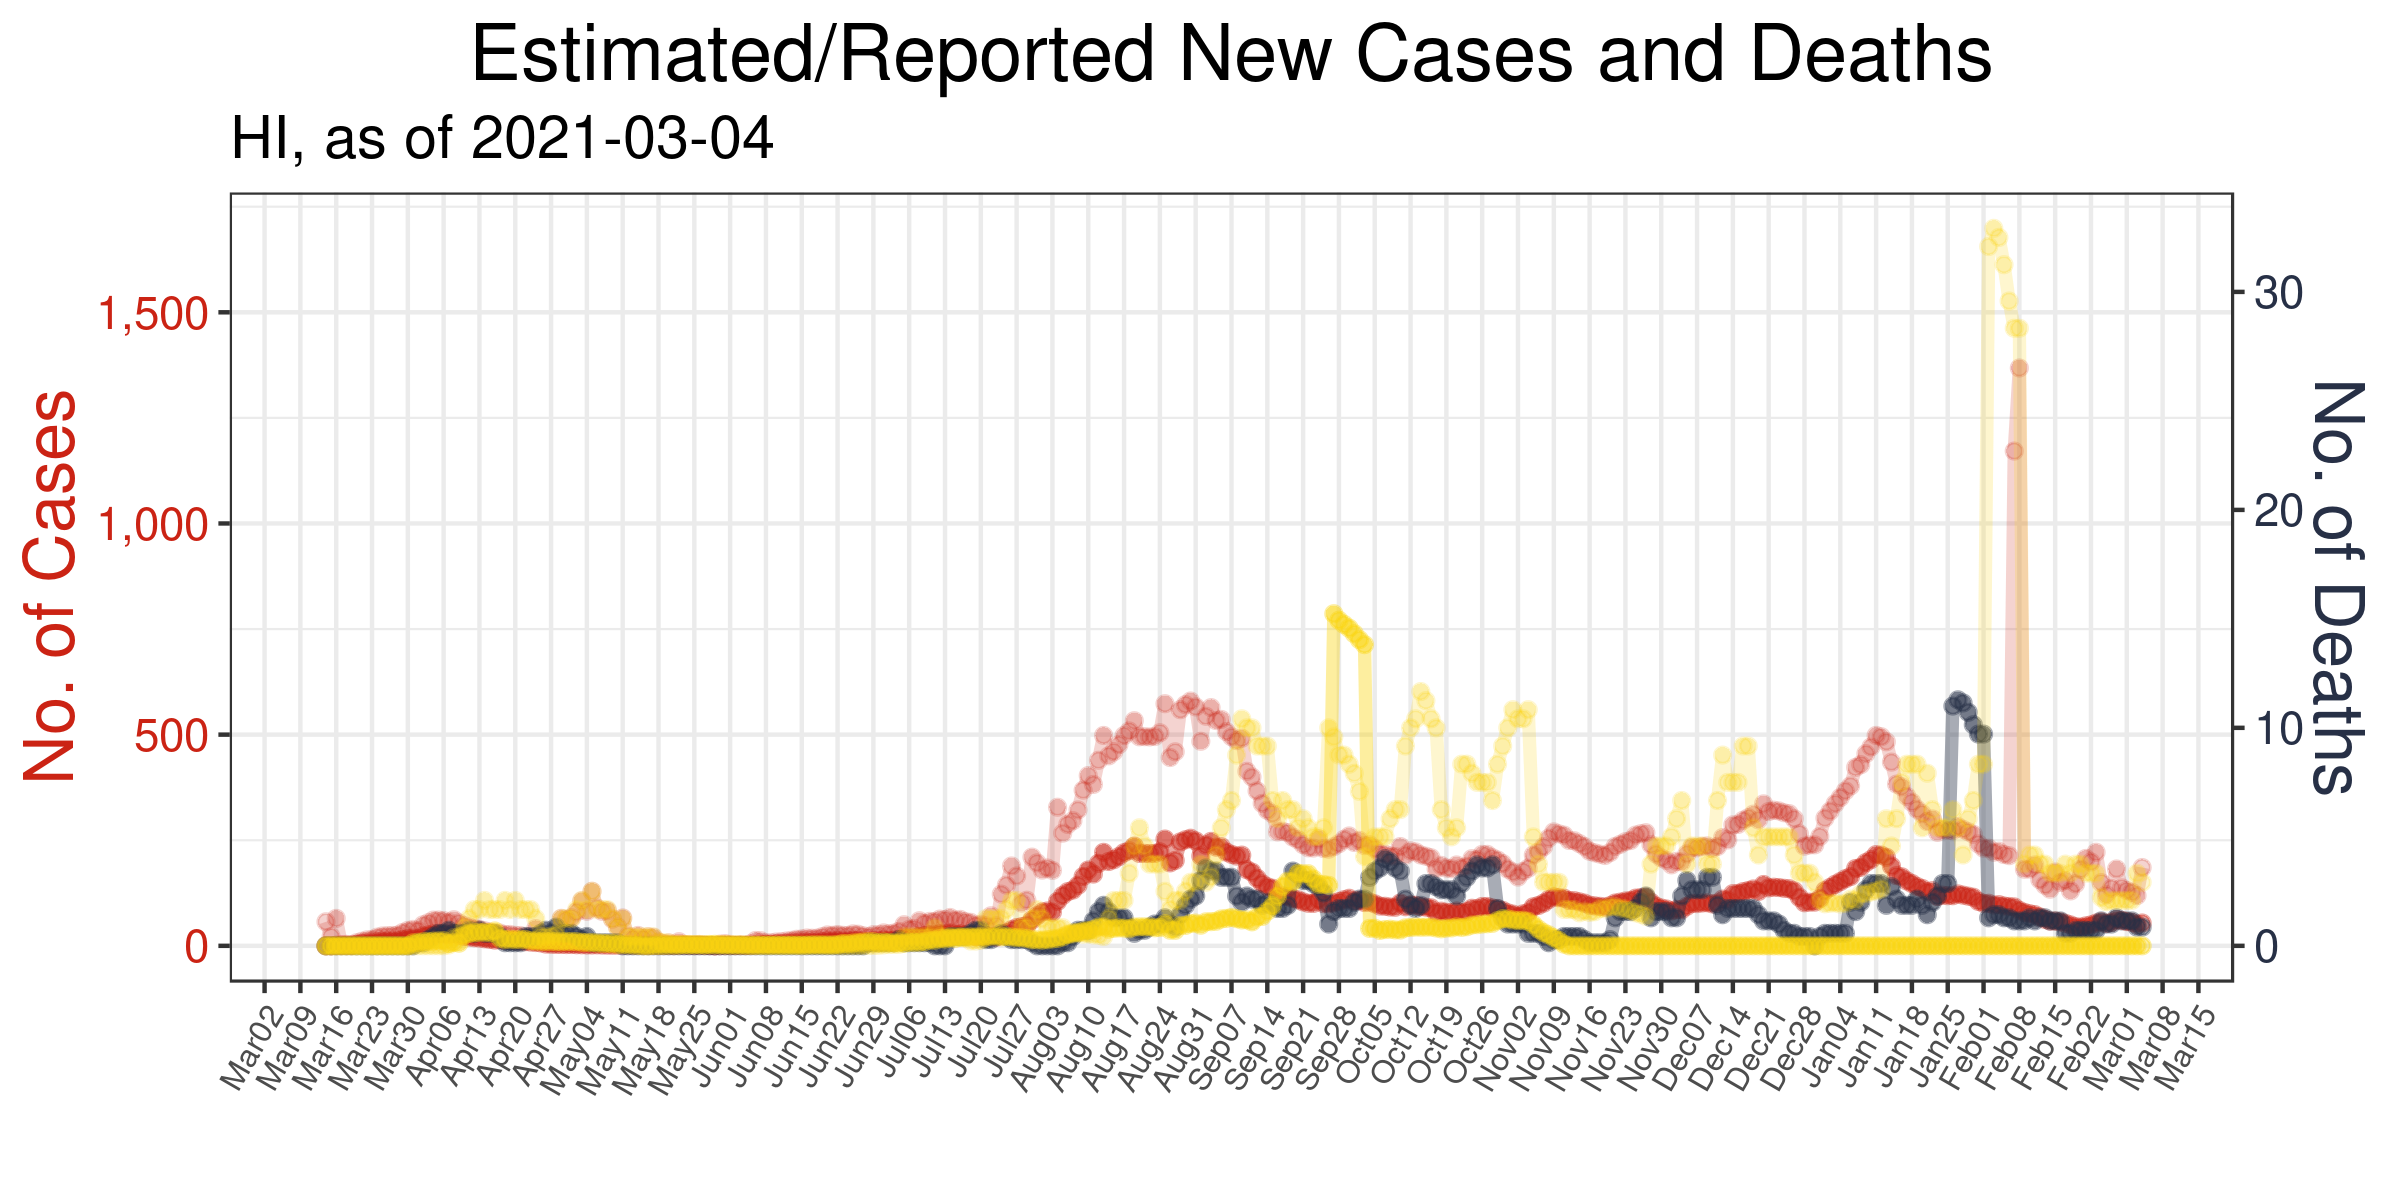 Estimated/Reported New Cases and Deaths
HI, as of 2021-03-04
No. of Cases
1,500
1,000
500
0
30
20
10
0
No. of Deaths
Mar02
Mar09
Mar16
Mar23
Mar30
Apr06
Apr13
Apr20
Apr27
May04
May11
May18
May25
Jun01
Jun08
Jun15
Jun22
Jun29
Jul06
Jul13
Jul20
Jul27
Aug03
Aug10
Aug17
Aug24
Aug31
Sep07
Sep14
Sep21
Sep28
Oct05
Oct12
Oct19
Oct26
Nov02
Nov09
Nov16
Nov23
Nov30
Dec07
Dec14
Dec21
Dec28
Jan04
Jan11
Jan18
Jan25
Feb01
Feb08
Feb15
Feb22
Mar01
Mar08
Mar15